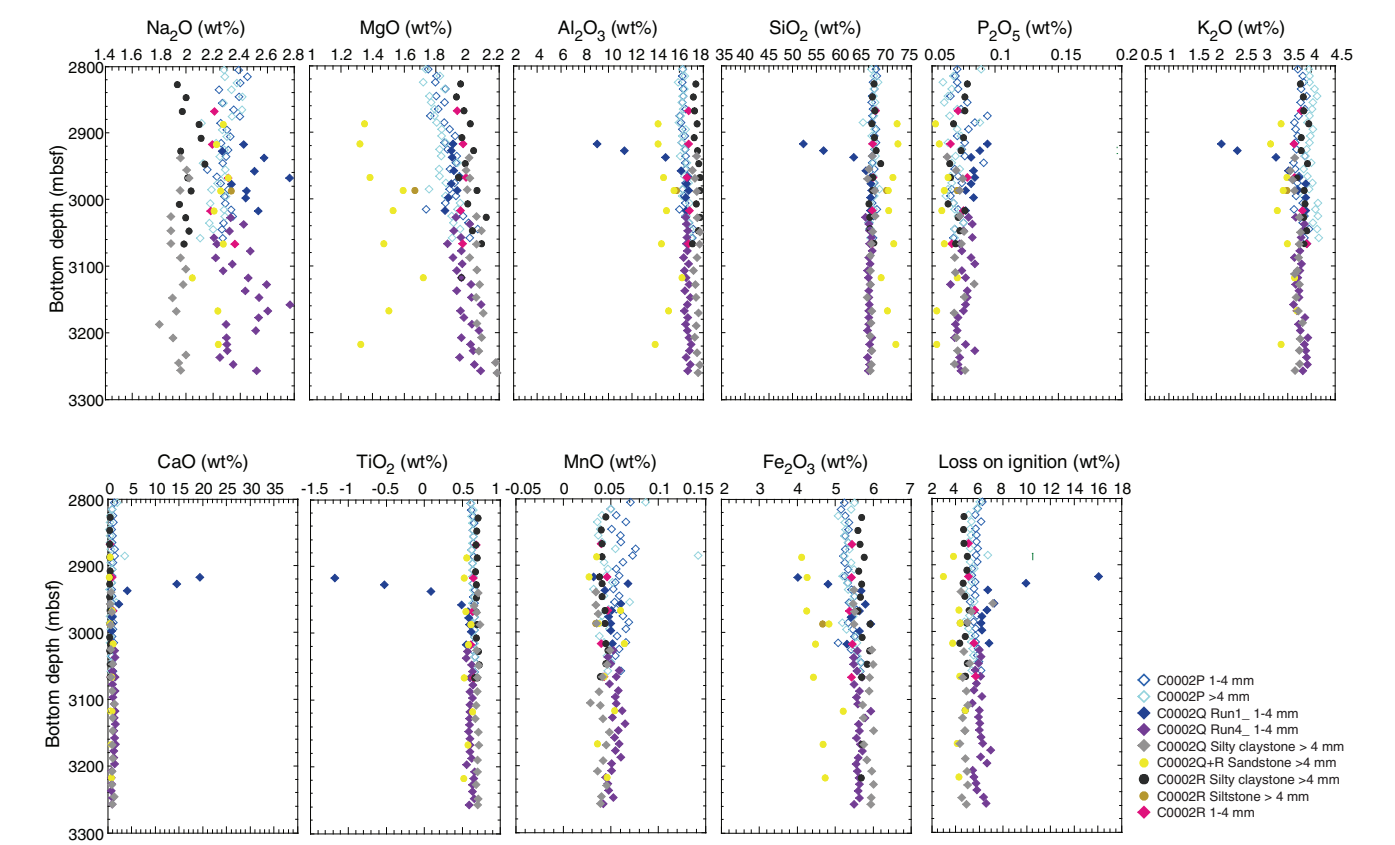 Na2O (wt%) MgO (wt%) Al2O3 (wt%) SiO2 (wt%) P2O5 (wt%) K2O (wt%)
1.4 1.6 1.8 2 2.2 2.4 2.6 2.8 1 1.2 1.4 1.6 1.8 2 2.2 2 4 6 8 10 12 14 16 18 35 40 45 50 55 60 65 70 75 0.05 0.1 0.15 0.2 0.5 1 1.5 2 2.5 3 3.5 4 4.5
2800
2900
3000
3100
3200
3300
Bottom depth (mbsf)
CaO (wt%) TiO2 (wt%) MnO (wt%) Fe2O3 (wt%) Loss on ignition (wt%)
0 5 10 15 20 25 30 35 -1.5 -1 -0.5 0 0.5 1 -0.05 0 0.05 0.1 0.15 2 3 4 5 6 7 2 4 6 8 10 12 14 16 18
2800
2900
3000
3100
3200
3300
Bottom depth (mbsf)
C0002P 1-4 mm
C0002P >4 mm
C0002Q Run1_ 1-4 mm
C0002Q Run4_ 1-4 mm
C0002Q Silty claystone > 4 mm
C0002Q+R Sandstone >4 mm
C0002R Silty claystone >4 mm
C0002R Siltstone > 4 mm
C0002R 1-4 mm